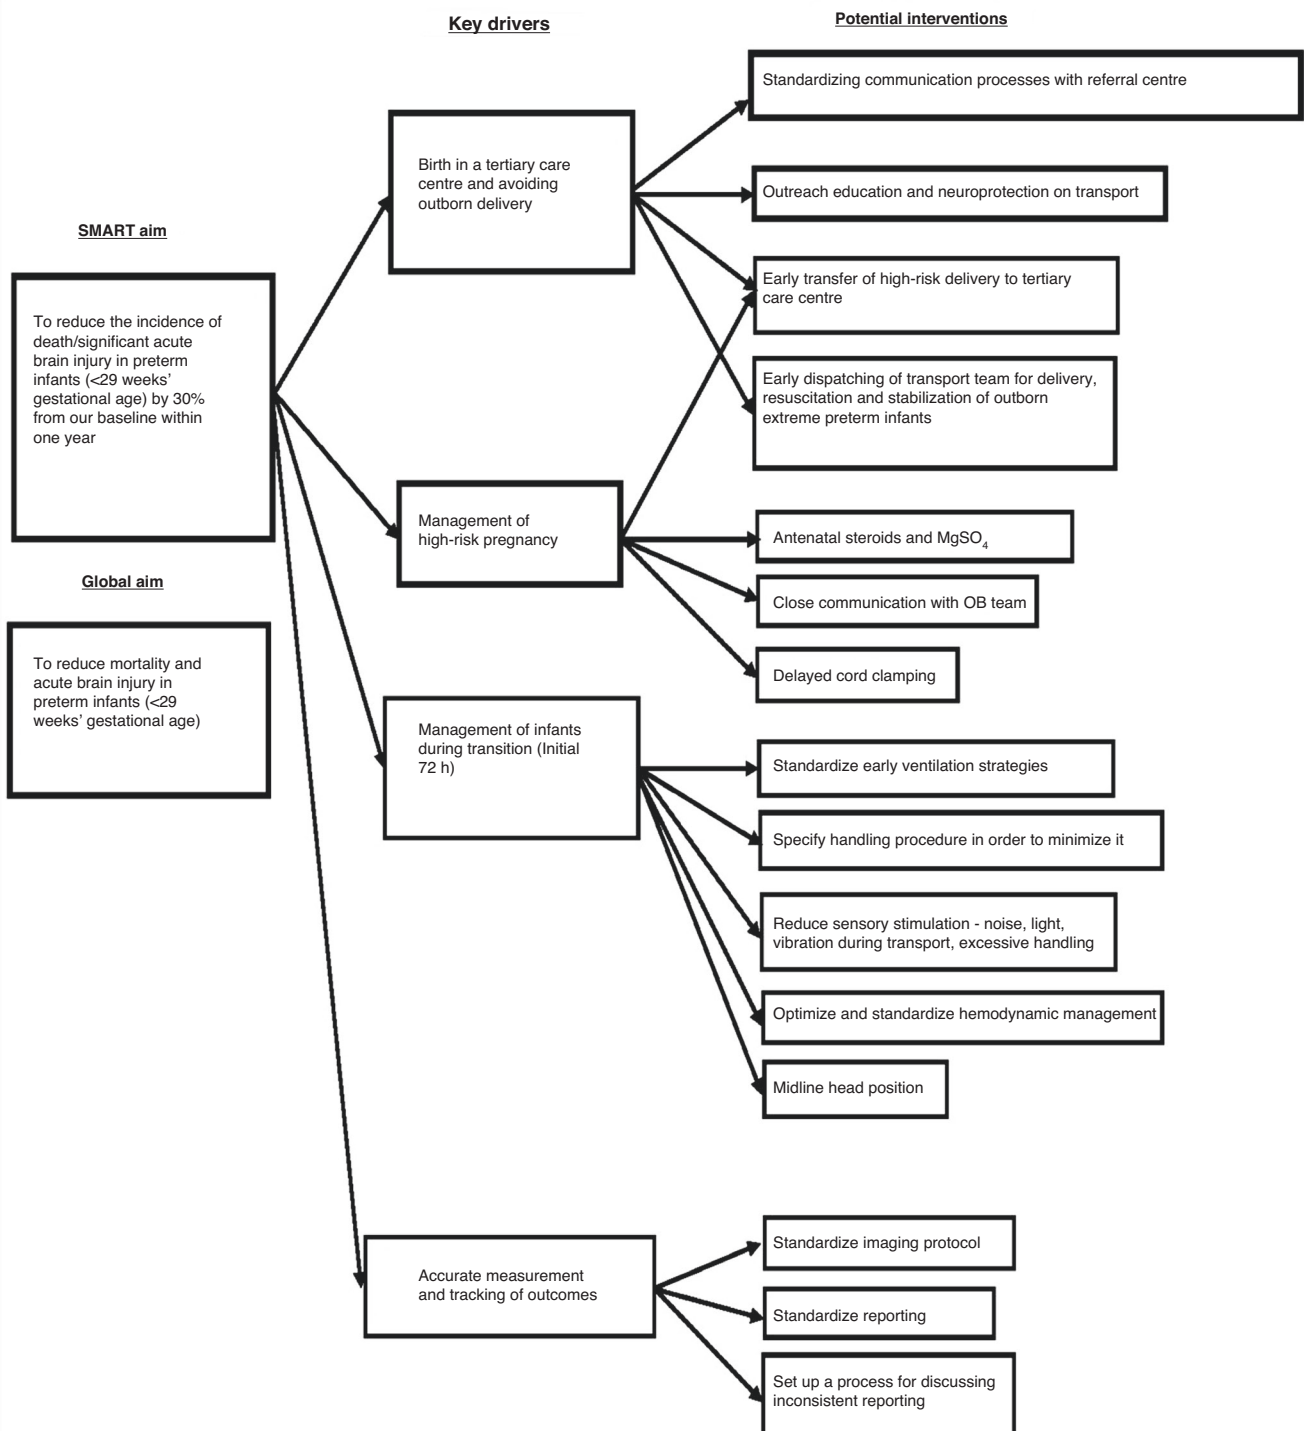 Key drivers
Potential interventions
SMART aim
To reduce the incidence of
death/significant acute
brain injury in preterm
infants (<29 weeks’
gestational age) by 30%
from our baseline within
one year
Global aim
To reduce mortality and
acute brain injury in
preterm infants (<29
weeks’ gestational age)
Birth in a tertiary care
centre and avoiding
outborn delivery
Management of
high-risk pregnancy
Management of infants
during transition (Initial
72 h)
Accurate measurement
and tracking of outcomes
Standardizing communication processes with referral centre
Outreach education and neuroprotection on transport
Early transfer of high-risk delivery to tertiary
care centre
Early dispatching of transport team for delivery,
resuscitation and stabilization of outborn
extreme preterm infants
Antenatal steroids and MgSO₄
Close communication with OB team
Delayed cord clamping
Standardize early ventilation strategies
Specify handling procedure in order to minimize it
Reduce sensory stimulation - noise, light,
vibration during transport, excessive handling
Optimize and standardize hemodynamic management
Midline head position
Standardize imaging protocol
Standardize reporting
Set up a process for discussing
inconsistent reporting